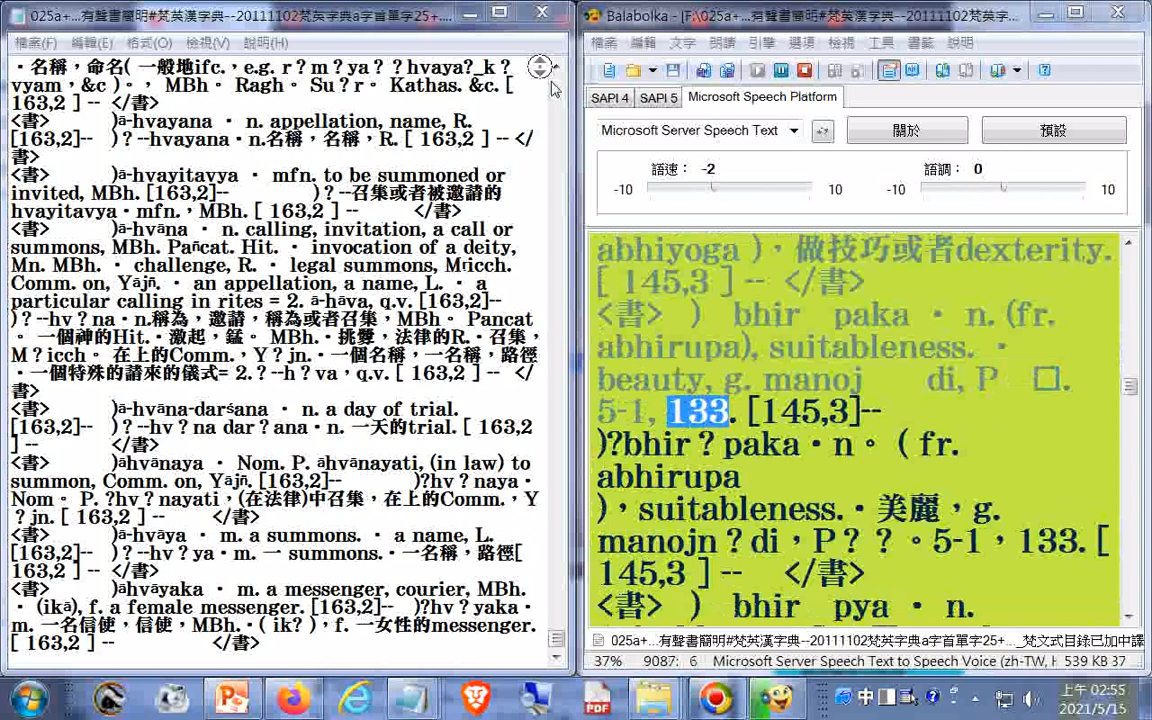 025a+...有聲書簡明#梵英漢字典--20111102梵英字典a字首單字25+...
檔案(F) 編輯(E) 格式(O) 檢視(V) 說明(H)
‧名稱，命名( 一般地ifc.，e.g. r？m？ya？？hvaya?_k？
vyam，&c )。， MBh。Ragh。Su？r。Kathas. &c. [
163,2 ] -- </書>
<書> )ā-hvayana ‧ n. appellation, name, R.
[163,2]-- )？--hvayana‧n.名稱，名稱，R. [ 163,2 ] -- </
書>
<書> )ā-hvayitavya ‧ mfn. to be summoned or
invited, MBh. [163,2]-- )？--召集或者被邀請的
hvayitavya‧mfn.，MBh. [ 163,2 ] -- </書>
<書> )ā-hvāna ‧ n. calling, invitation, a call or
summons, MBh. Pañcat. Hit. ‧ invocation of a deity,
Mn. MBh. ‧ challenge, R. ‧ legal summons, Mṛicch.
Comm. on, Yājñ. ‧ an appellation, a name, L. ‧ a
particular calling in rites = 2. ā-hāva, q.v. [163,2]--
)？--hv？na‧n.稱為，邀請，稱為或者召集，MBh。Pancat
。一個神的Hit.‧激起，錳。 MBh.‧挑釁，法律的R.‧召集，
M？icch。 在上的Comm.，Y？jn.‧一個名稱，一名稱，路徑
‧一個特殊的請來的儀式= 2.？--h？va，q.v. [ 163,2 ] -- </
書>
<書> )ā-hvāna-darśana ‧ n. a day of trial.
[163,2]-- )？--hv？na dar？ana‧n. 一天的trial. [ 163,2
] -- </書>
<書> )āhvānaya ‧ Nom. P. āhvānayati, (in law) to
summon, Comm. on, Yājñ. [163,2]-- )?hv？naya‧
Nom。P. ?hv？nayati，(在法律)中召集，在上的Comm.，Y
？jn. [ 163,2 ] -- </書>
<書> )ā-hvāya ‧ m. a summons. ‧ a name, L.
[163,2]-- )？--hv？ya‧m. 一 summons.‧一名稱，路徑[
163,2 ] -- </書>
<書> )āhvāyaka ‧ m. a messenger, courier, MBh.
‧ (ikā), f. a female messenger. [163,2]-- )?hv？yaka‧
m. 一名信使，信使，MBh.‧( ik？)，f. 一女性的messenger.
[ 163,2 ] -- </書>
Balabolka - [F:\025a+...有聲書簡明#梵英漢字典--20111102梵英字...
檔案 編輯 文字 朗讀 引擎 選項 檢視 工具 書籤 說明
SAPI 4 SAPI 5 Microsoft Speech Platform
Microsoft Server Speech Text 關於 預設
語速： -2 語調： 0
-10 10 -10 10
abhiyoga )，做技巧或者dexterity.
[ 145,3 ] -- </書>
<書> ) bhir paka ‧ n. (fr.
abhirupa), suitableness. ‧
beauty, g. manoj di, P □.
5-1, 133. [145,3]--
)?bhir？paka‧n。( fr.
abhirupa
)，suitableness.‧美麗，g.
manojn？di，P？？。5-1，133. [
145,3 ] -- </書>
<書> ) bhir pya ‧ n.
025a+...有聲書簡明#梵英漢字典--20111102梵英字典a字首單字25+..._梵文式目錄已加中譯
37% 9087: 6 Microsoft Server Speech Text to Speech Voice (zh-TW, H 539 KB 37
中
PDF
上午 02:55
2021/5/15